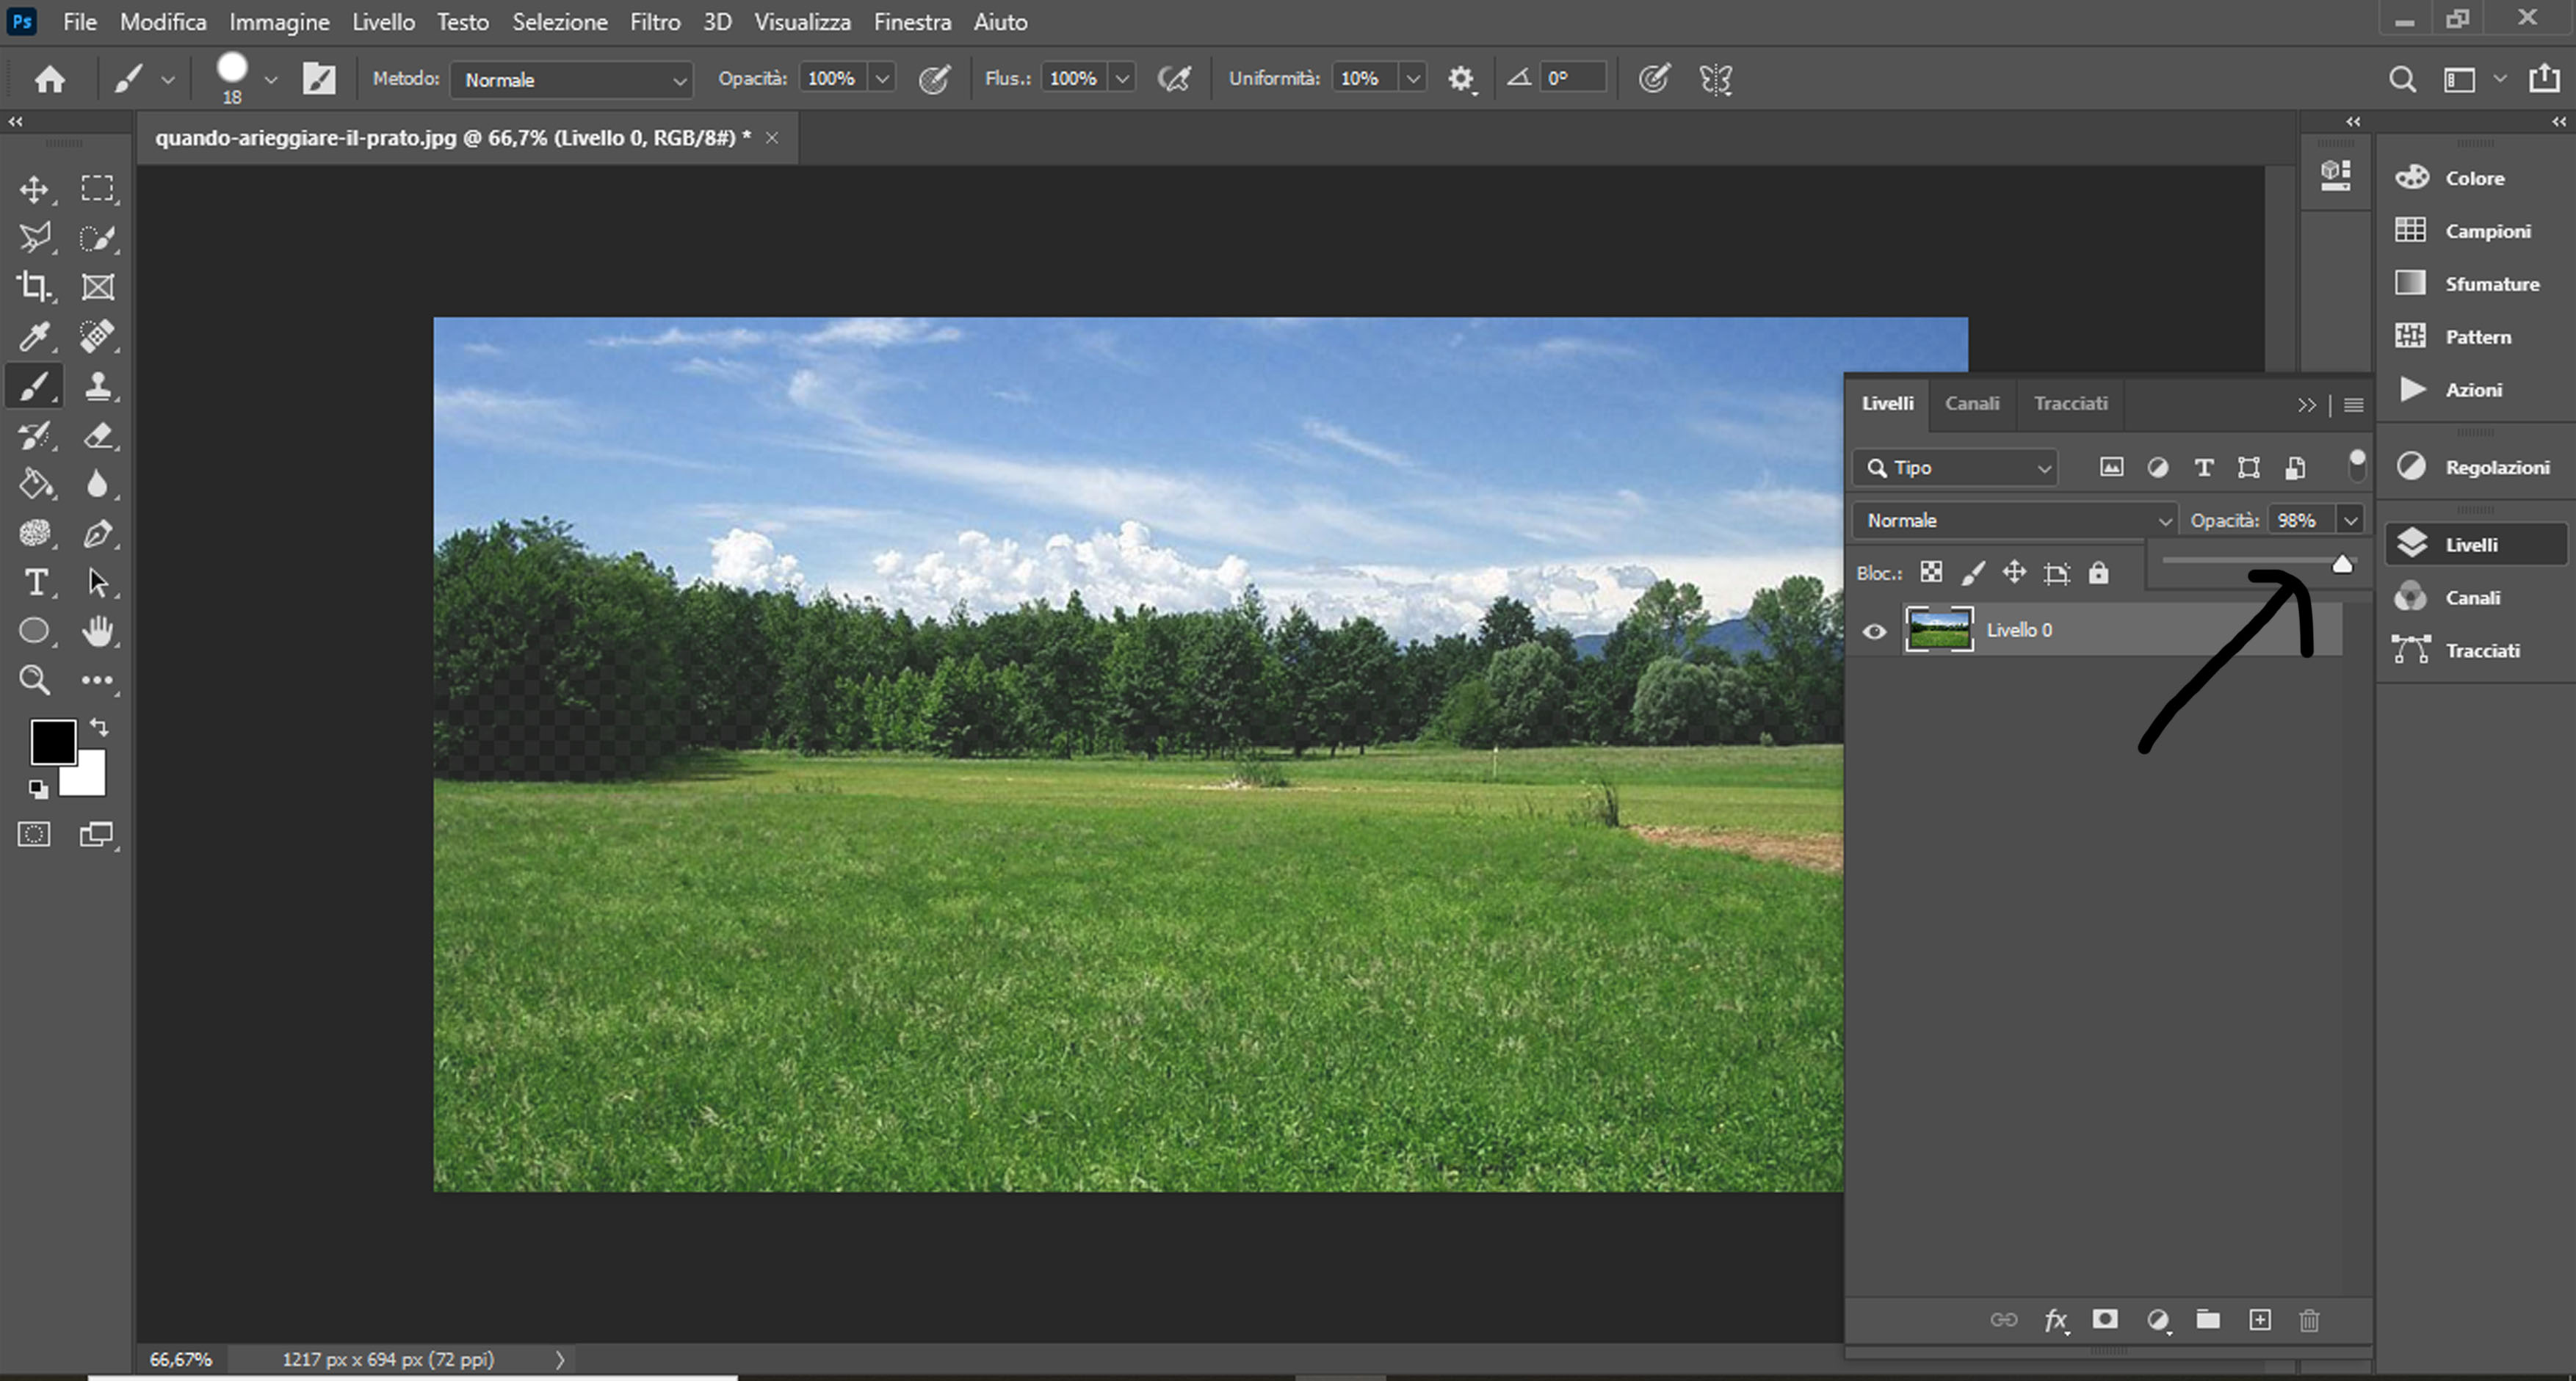 Ps File Modifica Immagine Livello Testo Selezione Filtro 3D Visualizza Finestra Aiuto
18 Metodo: Normale Opacità: 100% Flus.: 100% Uniformità: 10% 0°
quando-arieggiare-il-prato.jpg @ 66,7% (Livello 0, RGB/8#) * ×
Colore
Campioni
Sfumature
Pattern
Azioni
Regolazioni
Livelli
Canali
Tracciati
Livelli Canali Tracciati
Tipo
Normale Opacità: 98%
Bloc.:
Livello 0
fx
66,67% 1217 px x 694 px (72 ppi)